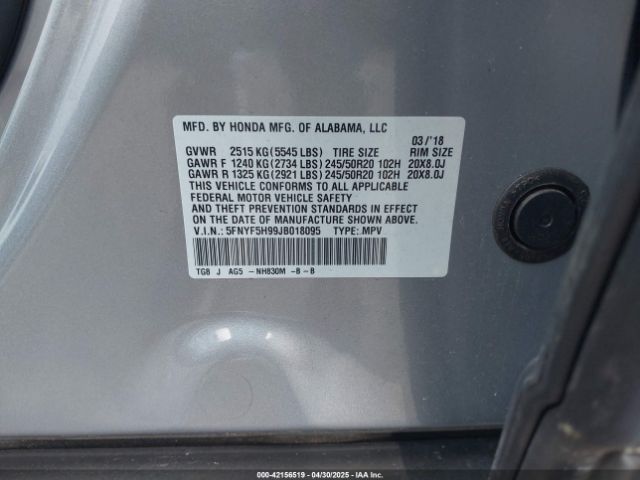 MFD. BY HONDA MFG. OF ALABAMA, LLC 03/'18
GVWR 2515 KG(5545 LBS) TIRE SIZE RIM SIZE
GAWR F 1240 KG(2734 LBS) 245/50R20 102H 20X8.0J
GAWR R 1325 KG(2921 LBS) 245/50R20 102H 20X8.0J
THIS VEHICLE CONFORMS TO ALL APPLICABLE
FEDERAL MOTOR VEHICLE SAFETY
AND THEFT PREVENTION STANDARDS IN EFFECT
ON THE DATE OF MANUFACTURE SHOWN ABOVE.
V.I.N.: 5FNYF5H99JB018095 TYPE: MPV
TG8 J AG5 -NH830M -B -B
000-42156519 - 04/30/2025 - IAA Inc.